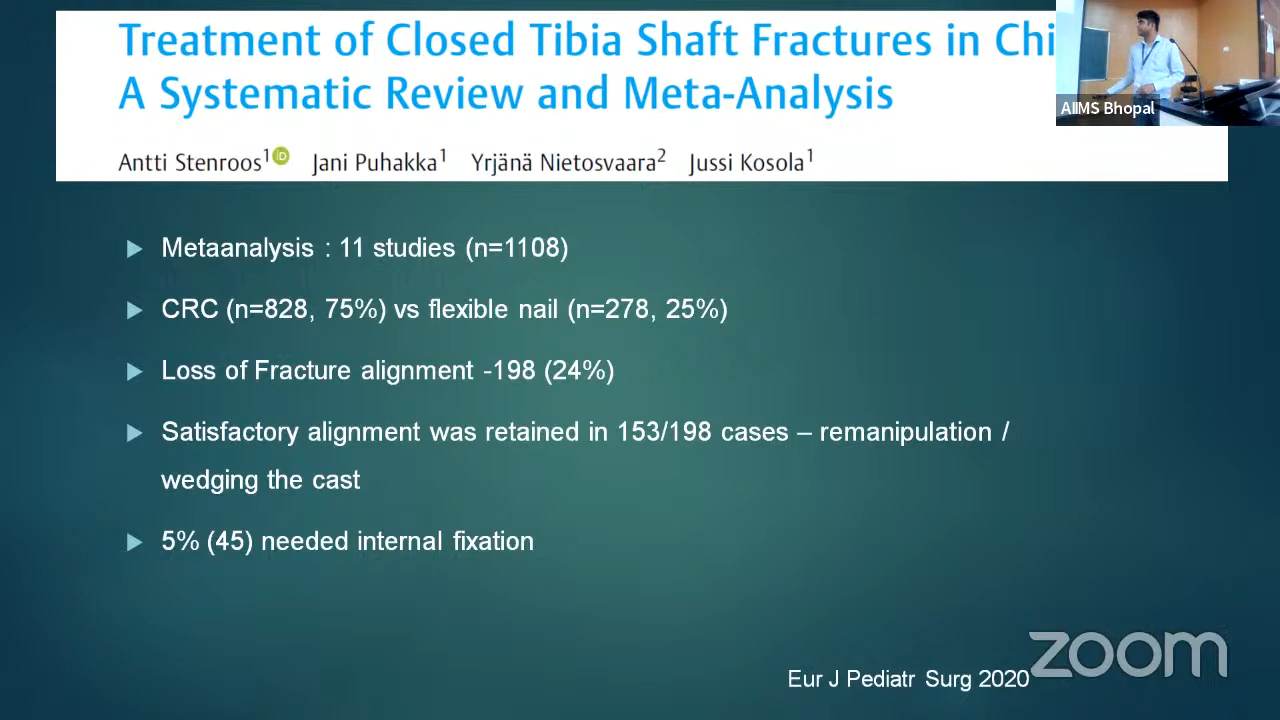 Treatment of Closed Tibia Shaft Fractures in Chi
A Systematic Review and Meta-Analysis
AIIMS Bhopal
Antti Stenroos1 iD Jani Puhakka1 Yrjänä Nietosvaara2 Jussi Kosola1
Metaanalysis : 11 studies (n=1108)
CRC (n=828, 75%) vs flexible nail (n=278, 25%)
Loss of Fracture alignment -198 (24%)
Satisfactory alignment was retained in 153/198 cases – remanipulation /
wedging the cast
5% (45) needed internal fixation
zoom
Eur J Pediatr Surg 2020